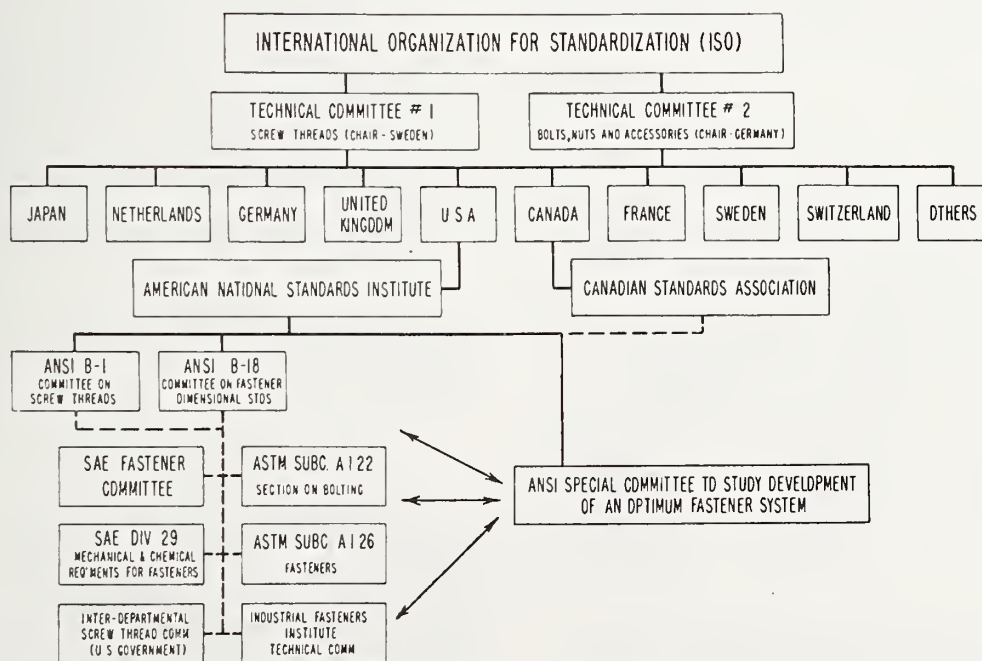 INTERNATIONAL ORGANIZATION FOR STANDARDIZATION (ISO)
TECHNICAL COMMITTEE # 1
SCREW THREADS (CHAIR - SWEDEN)
TECHNICAL COMMITTEE # 2
BOLTS, NUTS AND ACCESSORIES (CHAIR-GERMANY)
JAPAN
NETHERLANDS
GERMANY
UNITED
KINGDOM
U S A
CANADA
FRANCE
SWEDEN
SWITZERLAND
OTHERS
AMERICAN NATIONAL STANDARDS INSTITUTE
CANADIAN STANDARDS ASSOCIATION
ANSI B-1
COMMITTEE ON
SCREW THREADS
ANSI B-18
COMMITTEE ON FASTENER
DIMENSIONAL STDS
SAE FASTENER
COMMITTEE
ASTM SUBC. A I 22
SECTION ON BOLTING
ANSI SPECIAL COMMITTEE TO STUDY DEVELOPMENT
OF AN OPTIMUM FASTENER SYSTEM
SAE DIV 29
MECHANICAL & CHEMICAL
REQ'MENTS FOR FASTENERS
ASTM SUBC A I 26
FASTENERS
INTER-DEPARTMENTAL
SCREW THREAD COMM
(U S GOVERNMENT)
INDUSTRIAL FASTENERS
INSTITUTE
TECHNICAL COMM